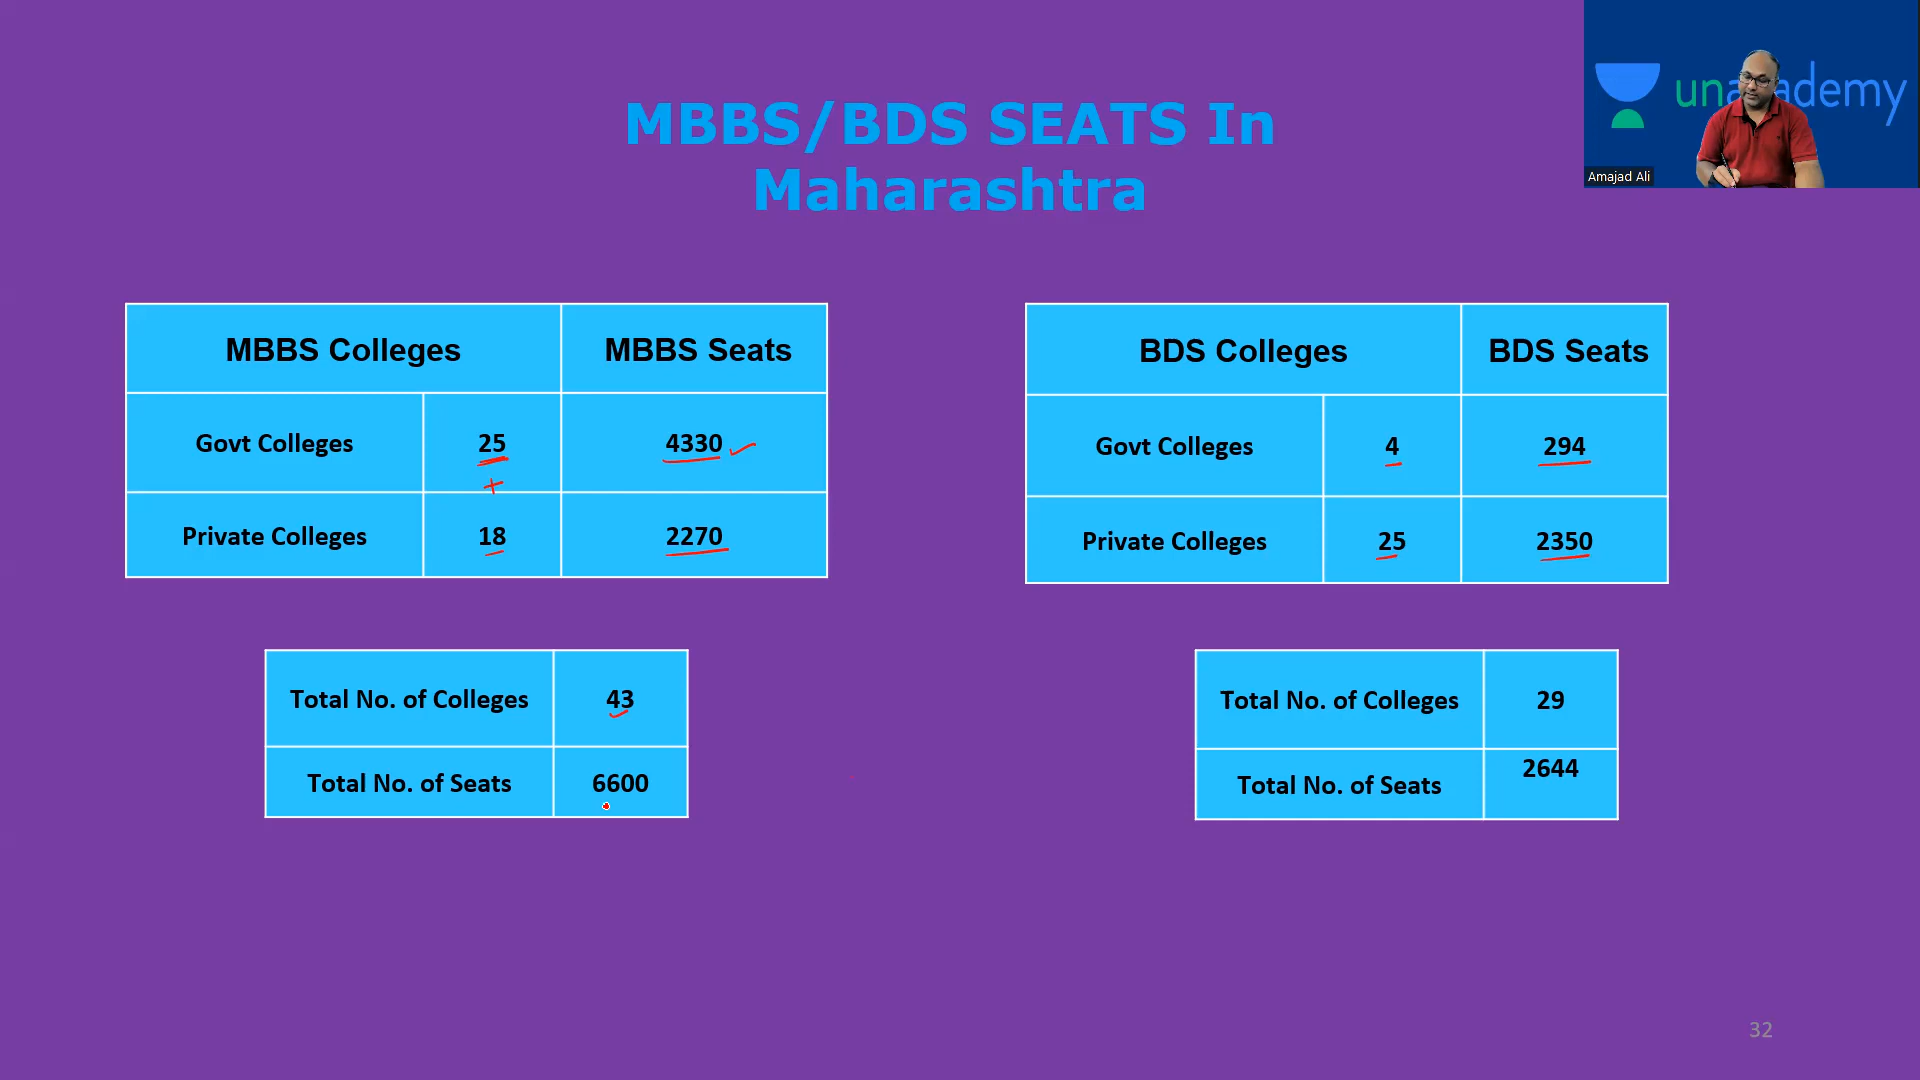 unacademy
Amajad Ali
MBBS/BDS SEATS In
Maharashtra
MBBS Colleges MBBS Seats
Govt Colleges 25 4330
+
Private Colleges 18 2270
BDS Colleges BDS Seats
Govt Colleges 4 294
Private Colleges 25 2350
Total No. of Colleges 43
Total No. of Seats 6600
Total No. of Colleges 29
Total No. of Seats 2644
32